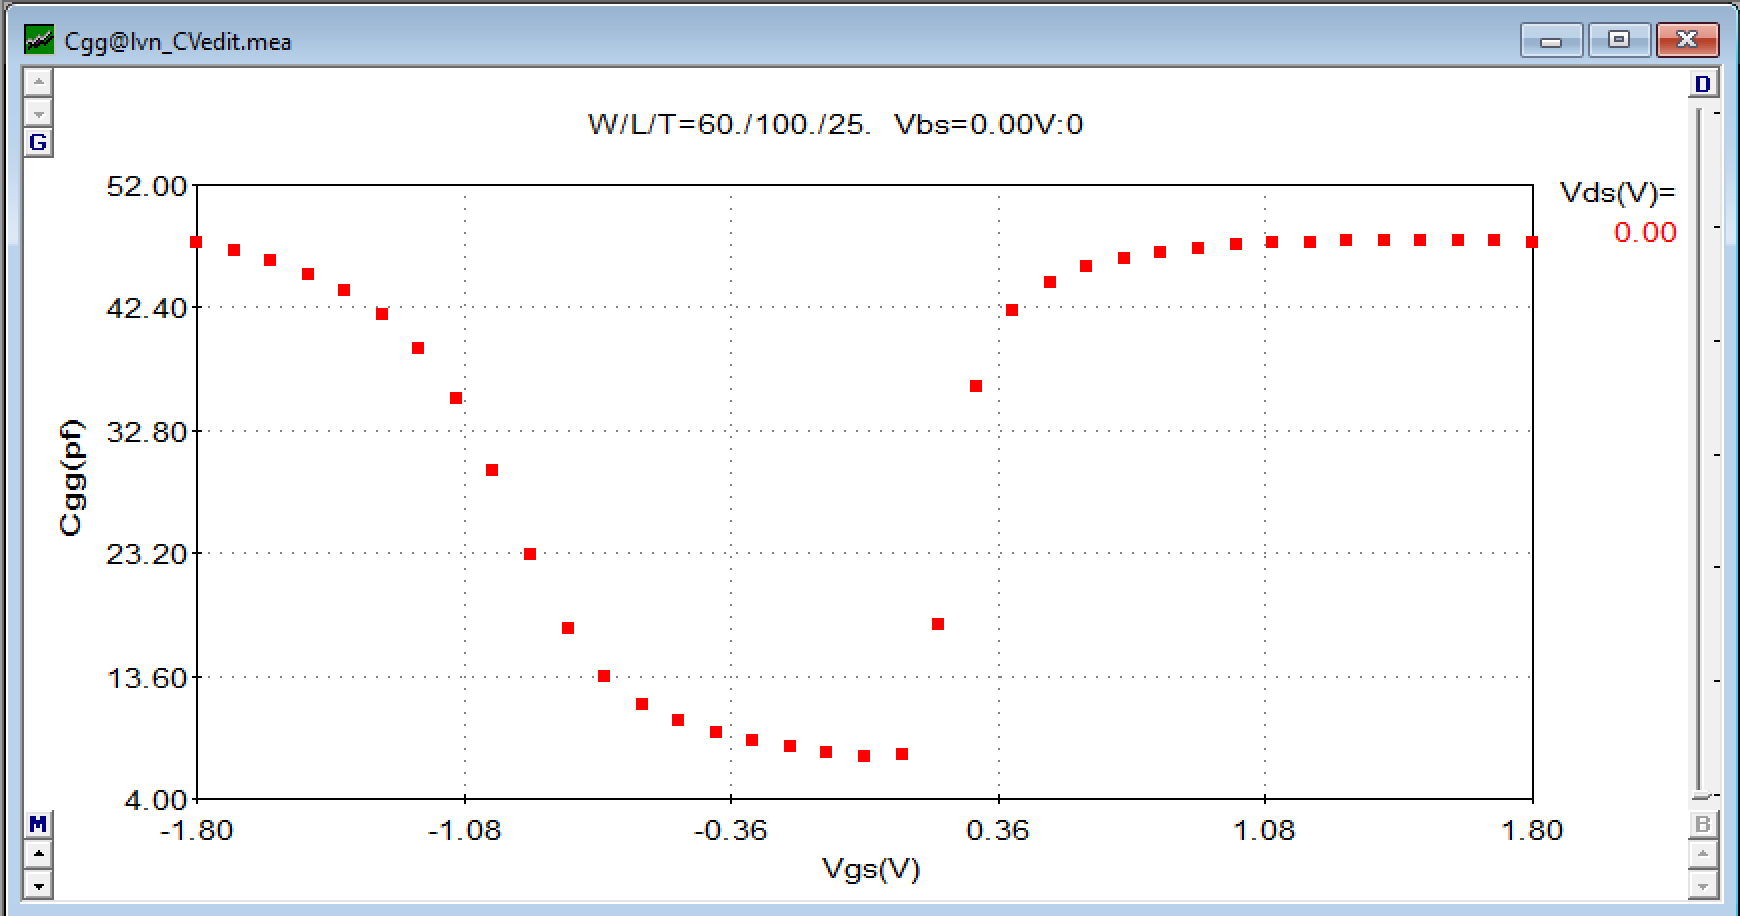 Cgg@lvn_CVedit.mea
D
G
W/L/T=60./100./25.  Vbs=0.00V:0
Vds(V)=
0.00
52.00
42.40
32.80
23.20
13.60
4.00
Cgg(pf)
-1.80 -1.08 -0.36 0.36 1.08 1.80
Vgs(V)
M
B